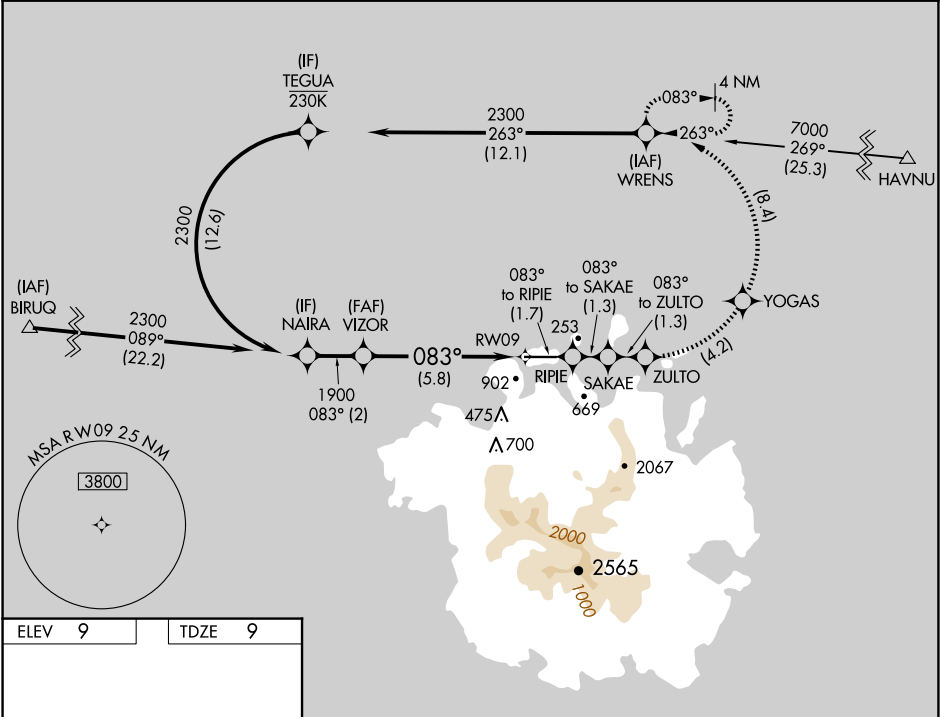 (IF)
TEGUA
230K
083°
4 NM
2300
263°
(12.1)
263°
(IAF)
WRENS
7000
269°
(25.3)
HAVNU
2300
(12.6)
(8.4)
(IAF)
BIRUQ
2300
089°
(22.2)
(IF)
NAIRA
(FAF)
VIZOR
1900
083° (2)
083°
(5.8)
RW09
083°
to RIPIE
(1.7)
083°
to SAKAE
(1.3)
083°
to ZULTO
(1.3)
YOGAS
(4.2)
253
RIPIE
SAKAE
ZULTO
902
669
475
700
2067
2000
2565
1000
MSA RW09 25 NM
3800
ELEV 9
TDZE 9